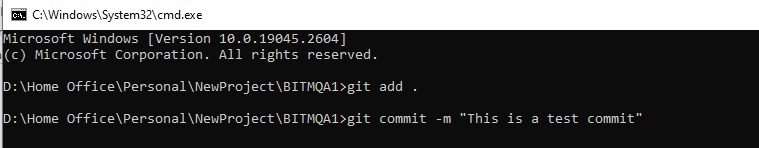 C:\Windows\System32\cmd.exe
Microsoft Windows [Version 10.0.19045.2604]
(c) Microsoft Corporation. All rights reserved.
D:\Home Office\Personal\NewProject\BITMQA1>git add .
D:\Home Office\Personal\NewProject\BITMQA1>git commit -m "This is a test commit"